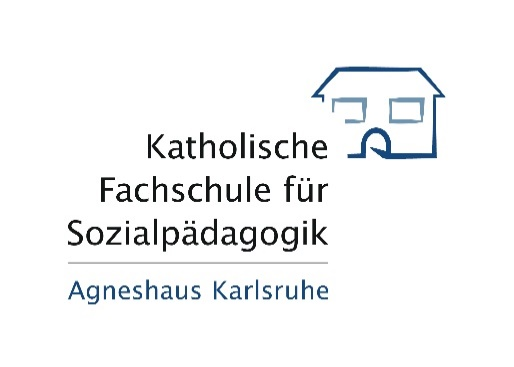 Katholische
Fachschule für
Sozialpädagogik
Agneshaus Karlsruhe